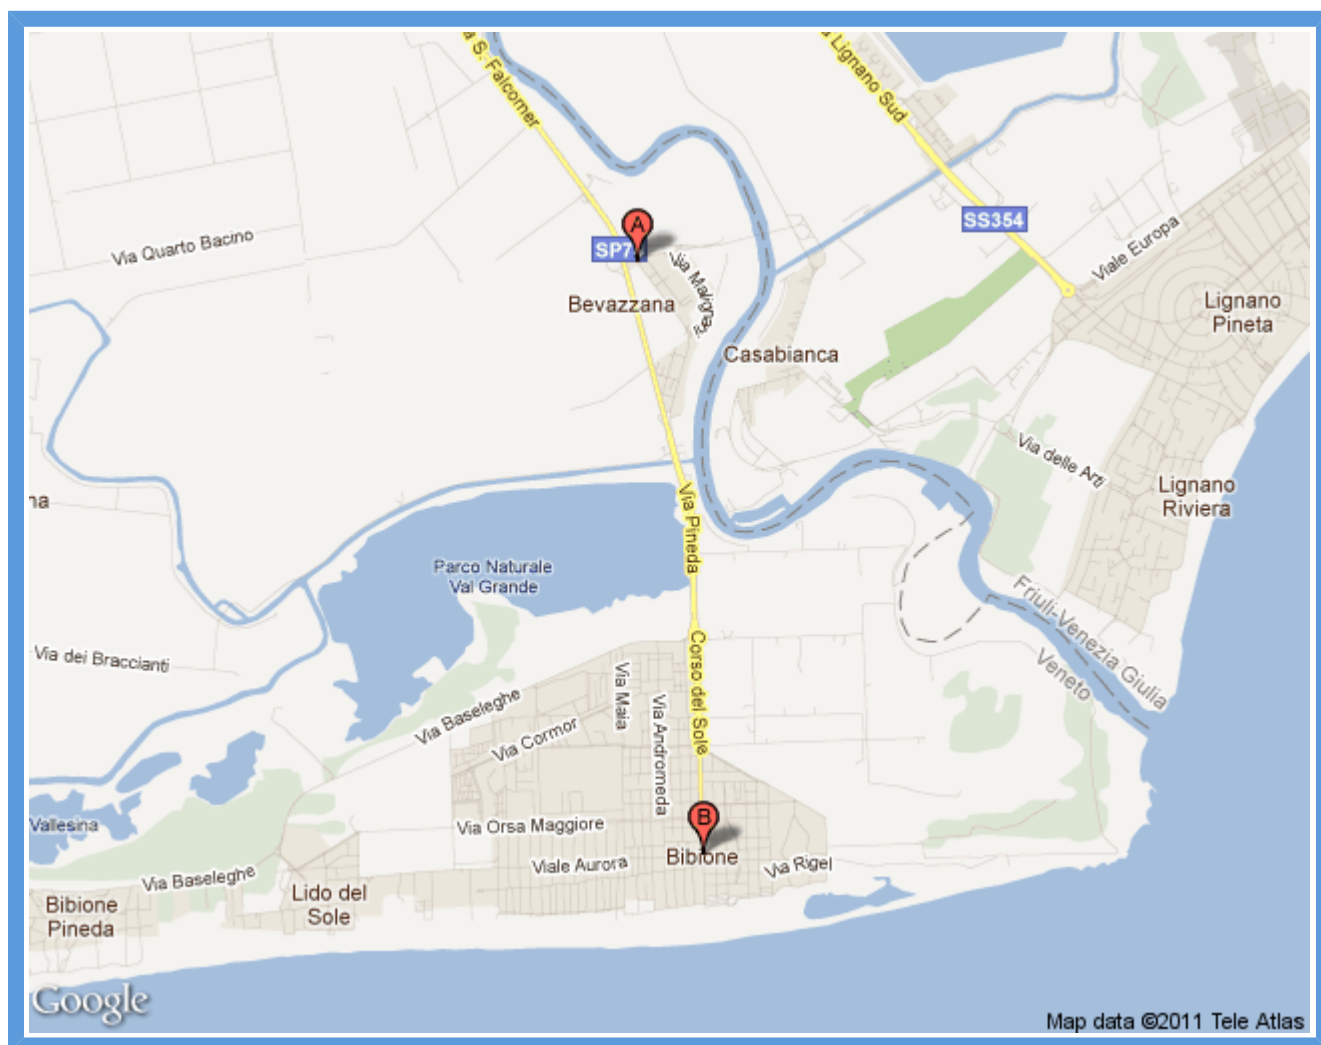 a S. Falcomer
a Lignano Sud
A
SP7
SS354
Via Quarto Bacino
Via Malignani
Viale Europa
Bevazzana
Lignano
Pineta
Casabianca
Via delle Arti
Lignano
Riviera
na
Via Pineda
Parco Naturale
Val Grande
Friuli-Venezia Giulia
Veneto
Via dei Braccianti
Corso del Sole
Via Maia
Via Andromeda
Via Baseleghe
Via Cormor
B
Vallesina
Via Orsa Maggiore
Viale Aurora
Bibione
Via Rigel
Via Baseleghe
Lido del
Sole
Bibione
Pineda
Google
Map data ©2011 Tele Atlas